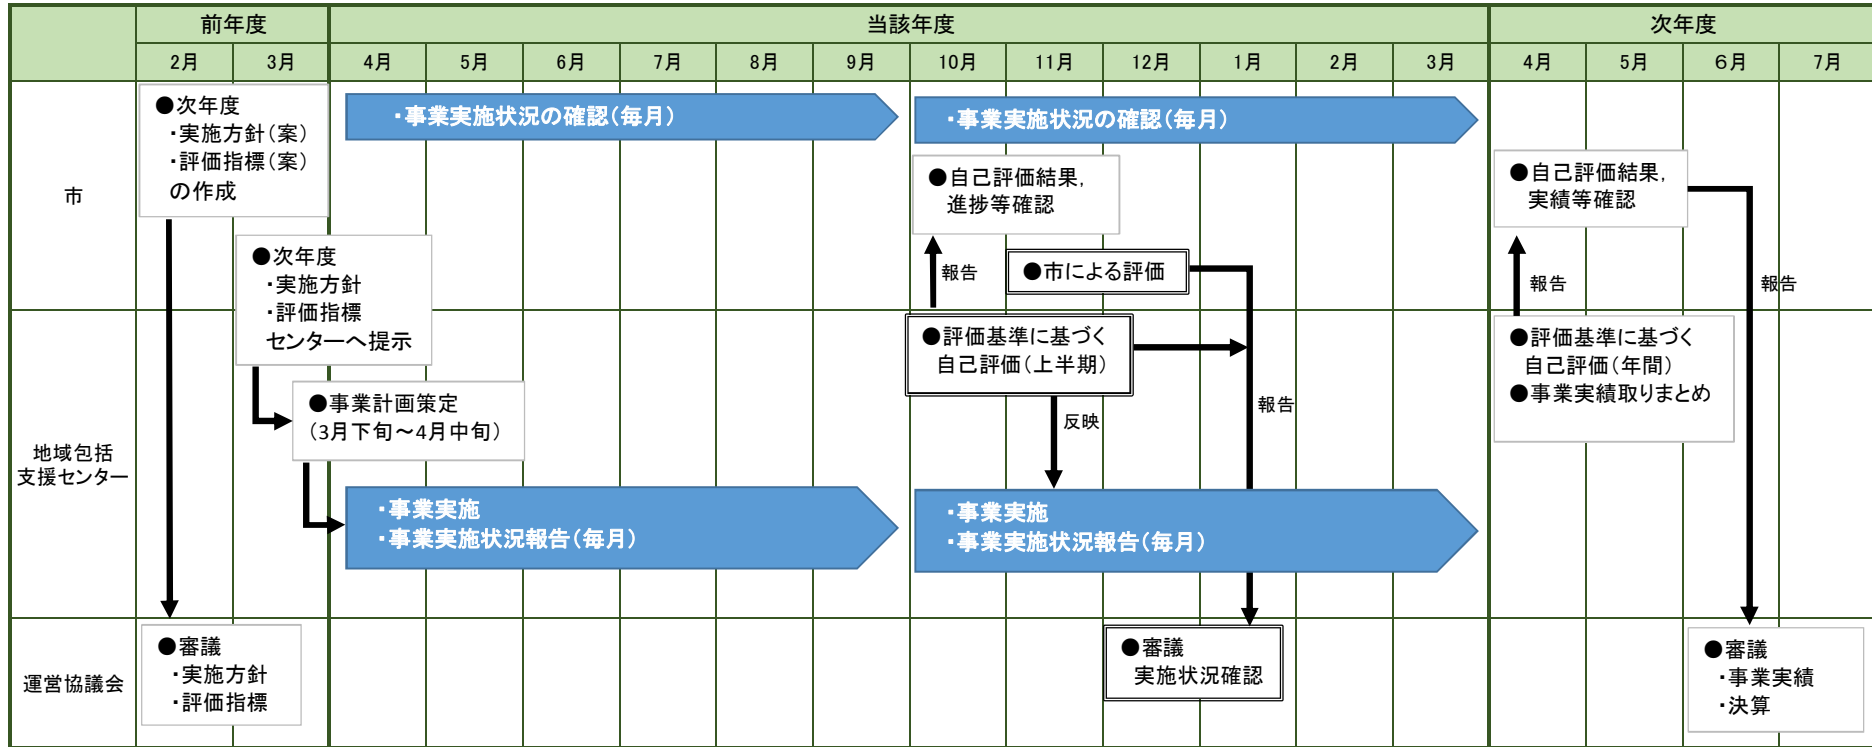 前年度
当該年度
次年度
2月
3月
4月
5月
6月
7月
8月
9月
10月
11月
12月
1月
2月
3月
4月
5月
6月
7月
市
●次年度
・実施方針(案)
・評価指標(案)
の作成
・事業実施状況の確認(毎月)
・事業実施状況の確認(毎月)
●自己評価結果,
進捗等確認
●自己評価結果,
実績等確認
●次年度
・実施方針
・評価指標
センターへ提示
報告
●市による評価
報告
報告
地域包括
支援センター
●評価基準に基づく
自己評価(上半期)
●評価基準に基づく
自己評価(年間)
●事業実績取りまとめ
●事業計画策定
(3月下旬～4月中旬)
反映
報告
・事業実施
・事業実施状況報告(毎月)
・事業実施
・事業実施状況報告(毎月)
運営協議会
●審議
・実施方針
・評価指標
●審議
実施状況確認
●審議
・事業実績
・決算